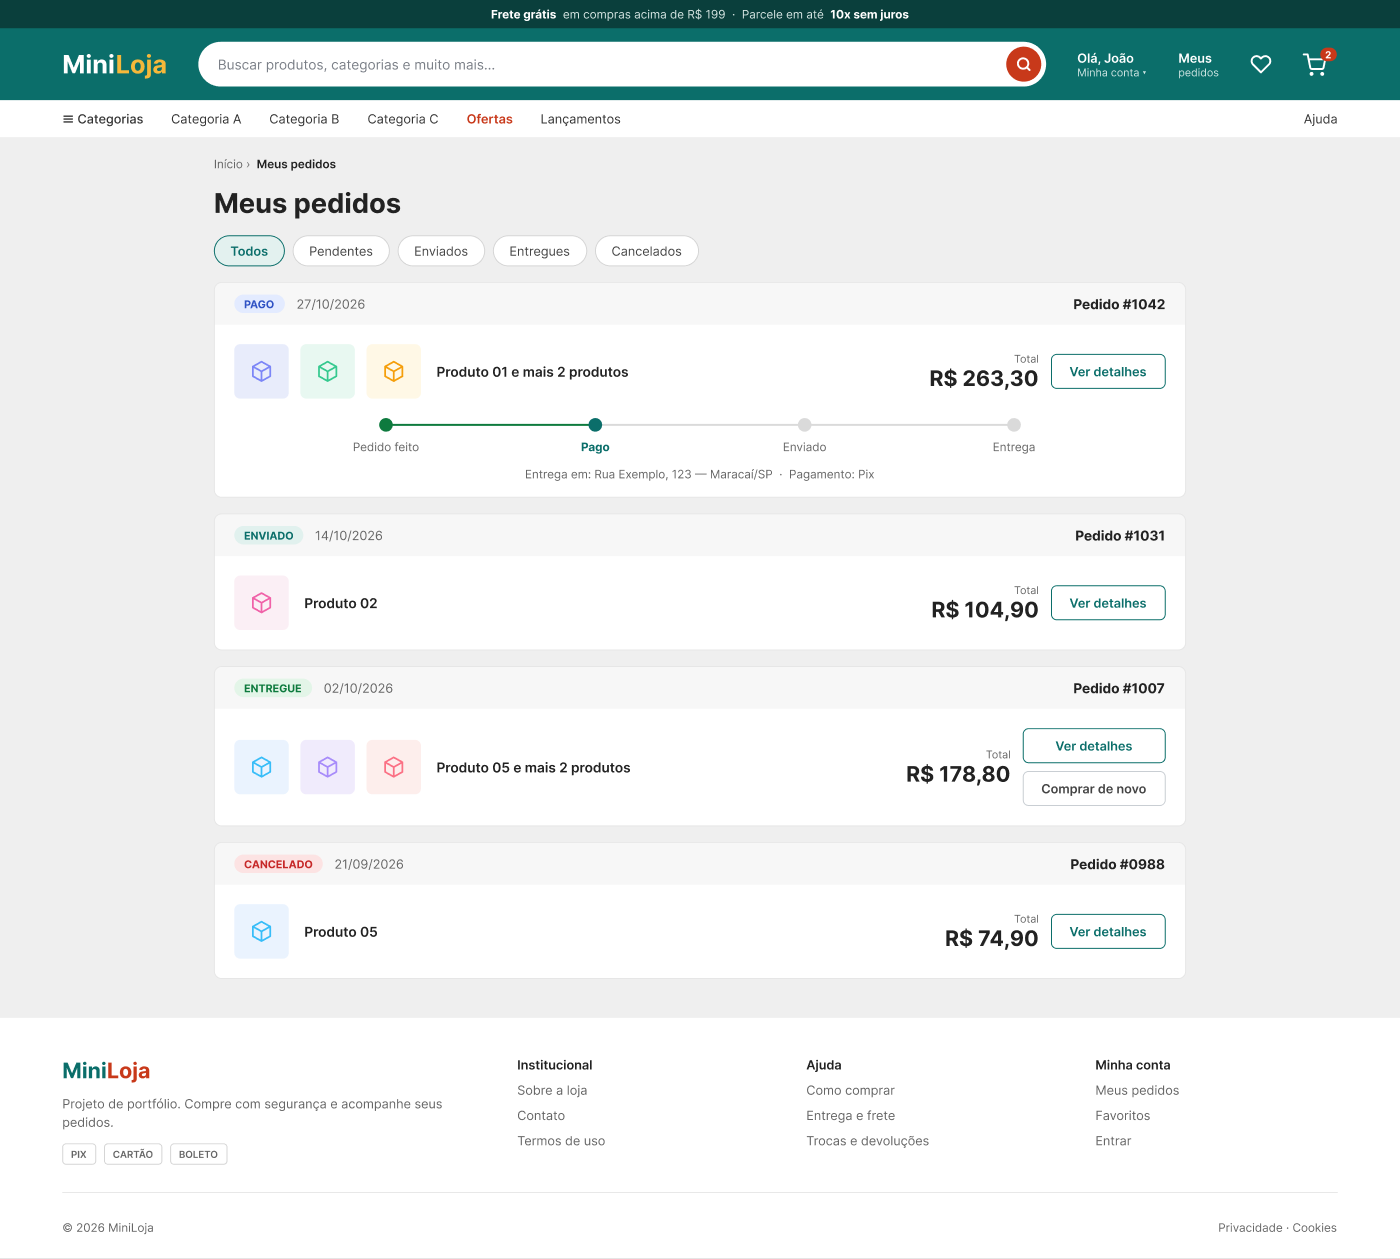 Frete grátis em compras acima de R$ 199 · Parcele em até 10x sem juros
MiniLoja
Buscar produtos, categorias e muito mais...
Olá, João
Minha conta ▾
Meus
pedidos
2
≡ Categorias
Categoria A
Categoria B
Categoria C
Ofertas
Lançamentos
Ajuda
Início › Meus pedidos
Meus pedidos
Todos
Pendentes
Enviados
Entregues
Cancelados
PAGO 27/10/2026
Pedido #1042
Produto 01 e mais 2 produtos
Total
R$ 263,30
Ver detalhes
Pedido feito
Pago
Enviado
Entrega
Entrega em: Rua Exemplo, 123 — Maracaí/SP · Pagamento: Pix
ENVIADO 14/10/2026
Pedido #1031
Produto 02
Total
R$ 104,90
Ver detalhes
ENTREGUE 02/10/2026
Pedido #1007
Produto 05 e mais 2 produtos
Total
R$ 178,80
Ver detalhes
Comprar de novo
CANCELADO 21/09/2026
Pedido #0988
Produto 05
Total
R$ 74,90
Ver detalhes
MiniLoja
Projeto de portfólio. Compre com segurança e acompanhe seus
pedidos.
PIX
CARTÃO
BOLETO
Institucional
Sobre a loja
Contato
Termos de uso
Ajuda
Como comprar
Entrega e frete
Trocas e devoluções
Minha conta
Meus pedidos
Favoritos
Entrar
© 2026 MiniLoja
Privacidade · Cookies